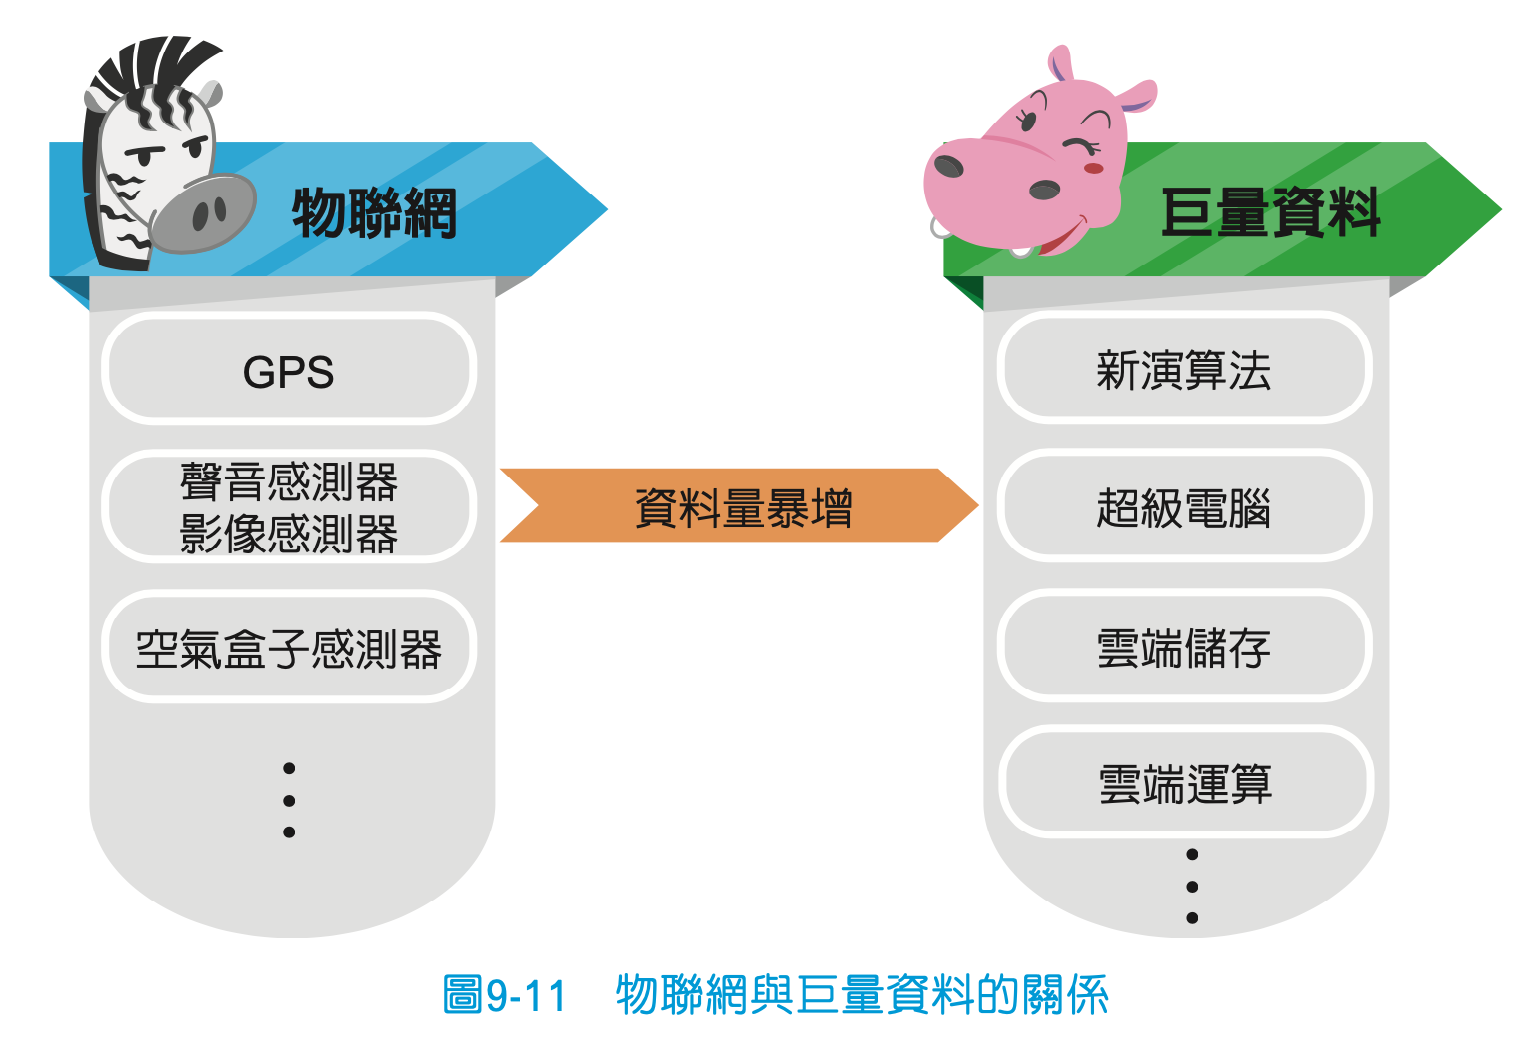 物聯網
GPS
聲音感測器
影像感測器
空氣盒子感測器
資料量暴增
巨量資料
新演算法
超級電腦
雲端儲存
雲端運算
圖9-11　物聯網與巨量資料的關係